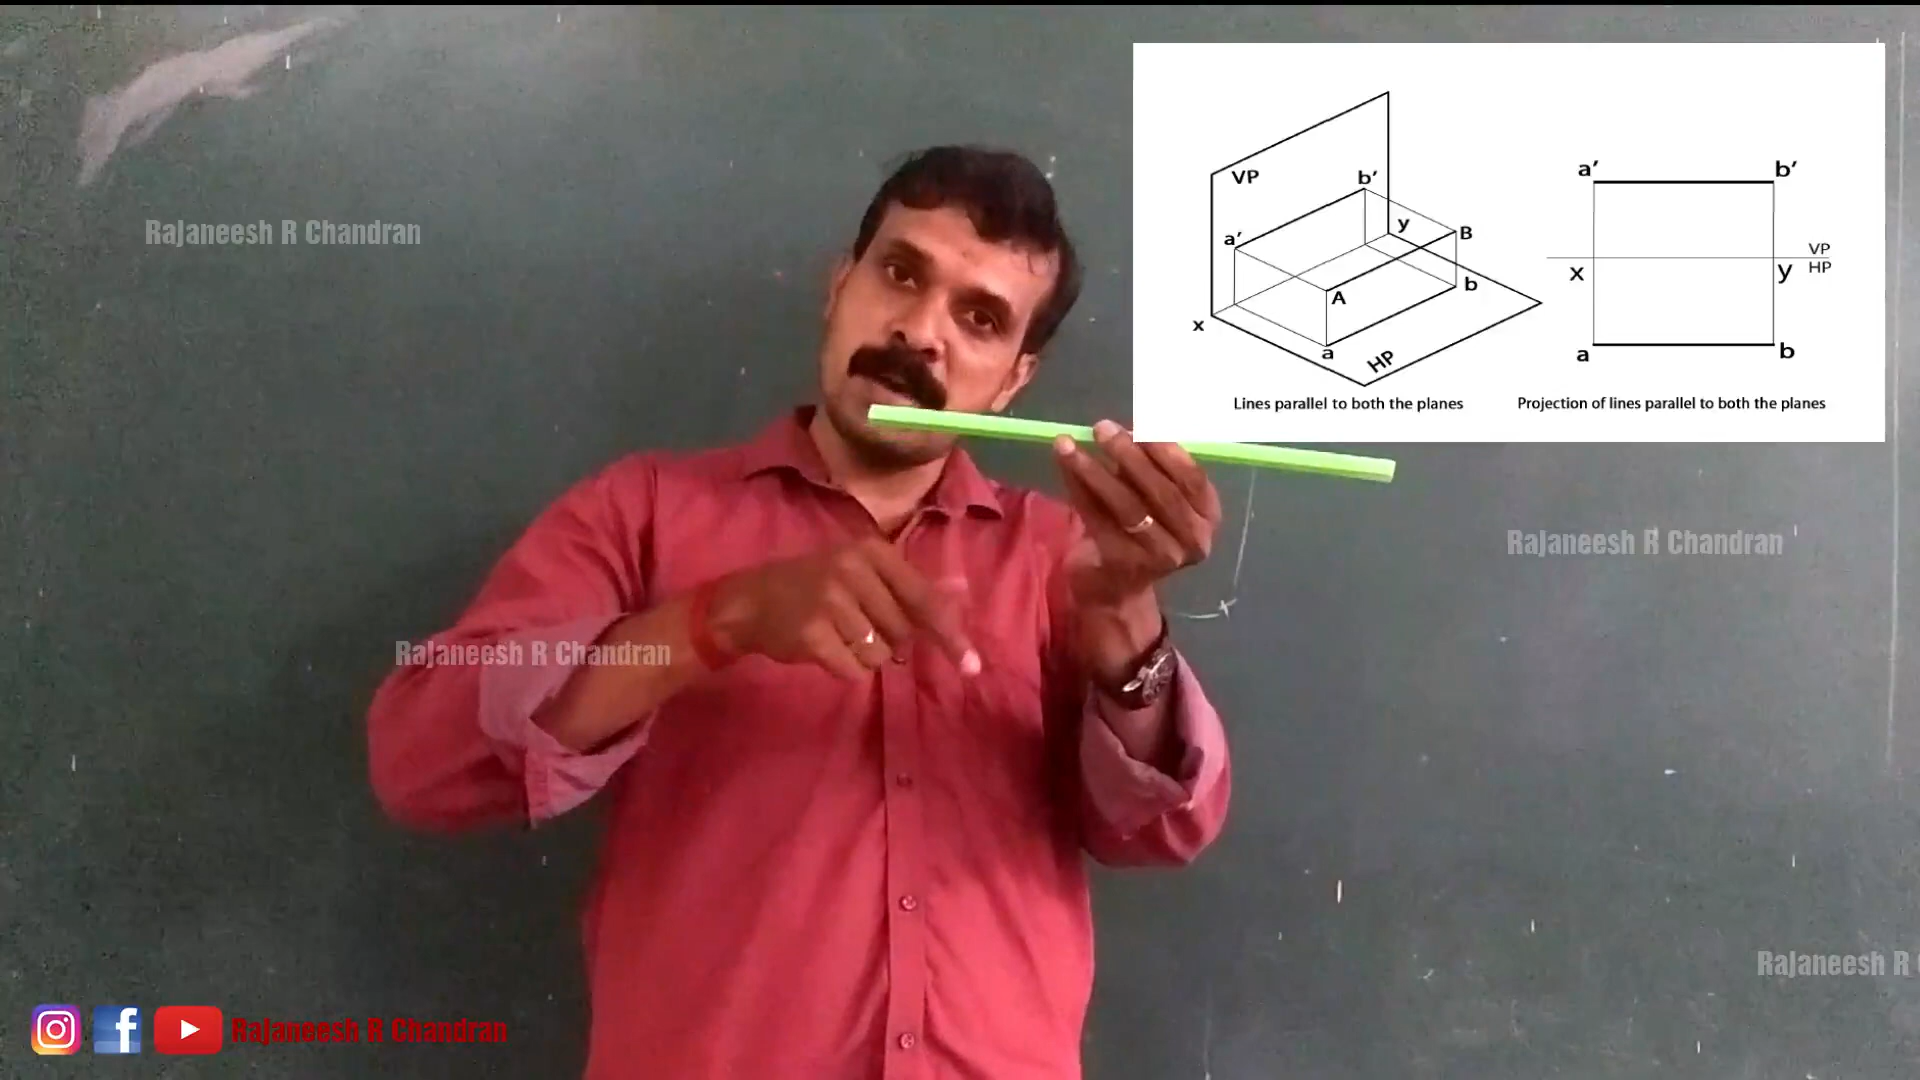 Rajaneesh R Chandran
VP
b′
a′
y
B
A
b
x
a
HP
Lines parallel to both the planes
a′
b′
VP
x
y
HP
a
b
Projection of lines parallel to both the planes
Rajaneesh R Chandran
Rajaneesh R Chandran
Rajaneesh R
Rajaneesh R Chandran